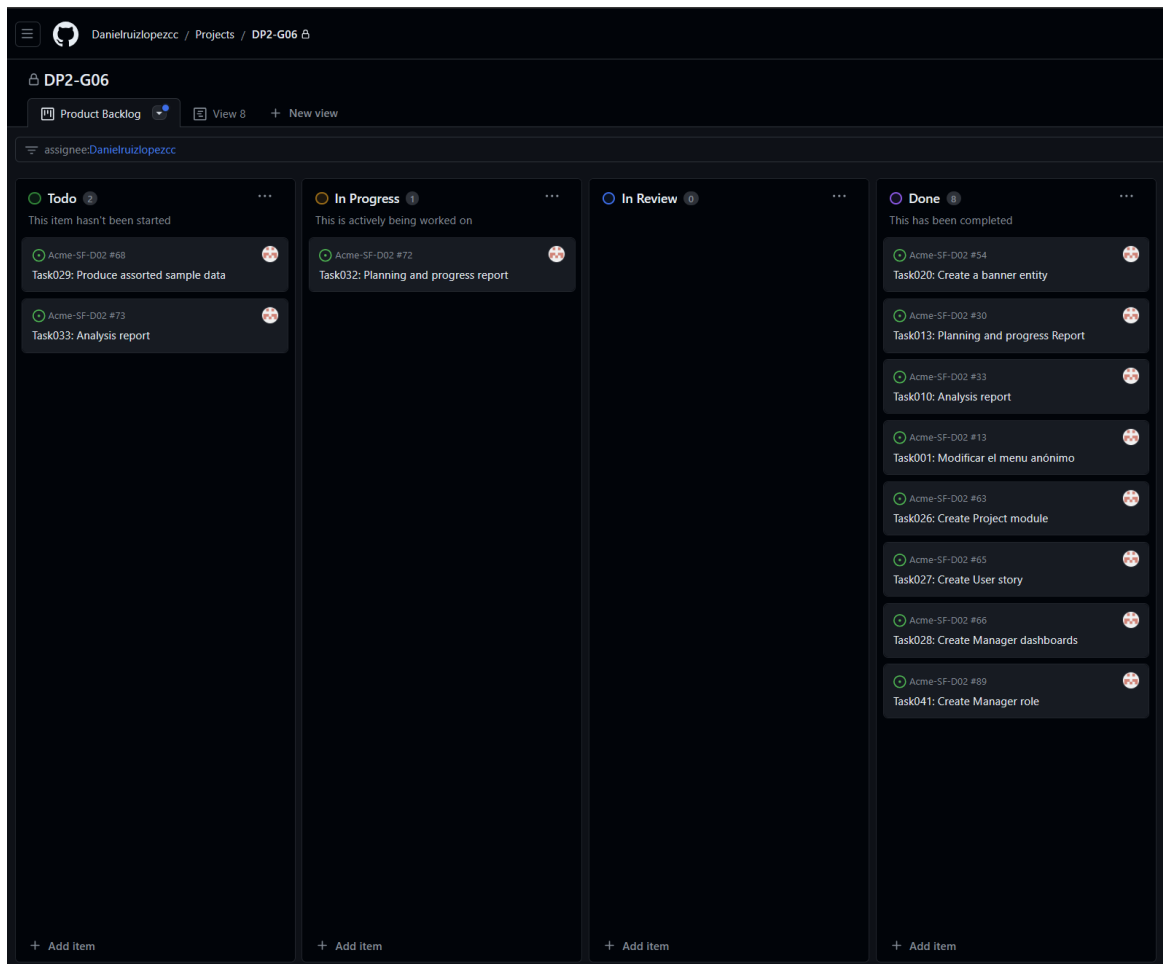 Danielruizlopezcc / Projects / DP2-G06
DP2-G06
Product Backlog
View 8
+ New view
assignee:Danielruizlopezcc
Todo 2
This item hasn't been started
Acme-SF-D02 #68
Task029: Produce assorted sample data
Acme-SF-D02 #73
Task033: Analysis report
+ Add item
In Progress 1
This is actively being worked on
Acme-SF-D02 #72
Task032: Planning and progress report
+ Add item
In Review 0
+ Add item
Done 8
This has been completed
Acme-SF-D02 #54
Task020: Create a banner entity
Acme-SF-D02 #30
Task013: Planning and progress Report
Acme-SF-D02 #33
Task010: Analysis report
Acme-SF-D02 #13
Task001: Modificar el menu anónimo
Acme-SF-D02 #63
Task026: Create Project module
Acme-SF-D02 #65
Task027: Create User story
Acme-SF-D02 #66
Task028: Create Manager dashboards
Acme-SF-D02 #89
Task041: Create Manager role
+ Add item